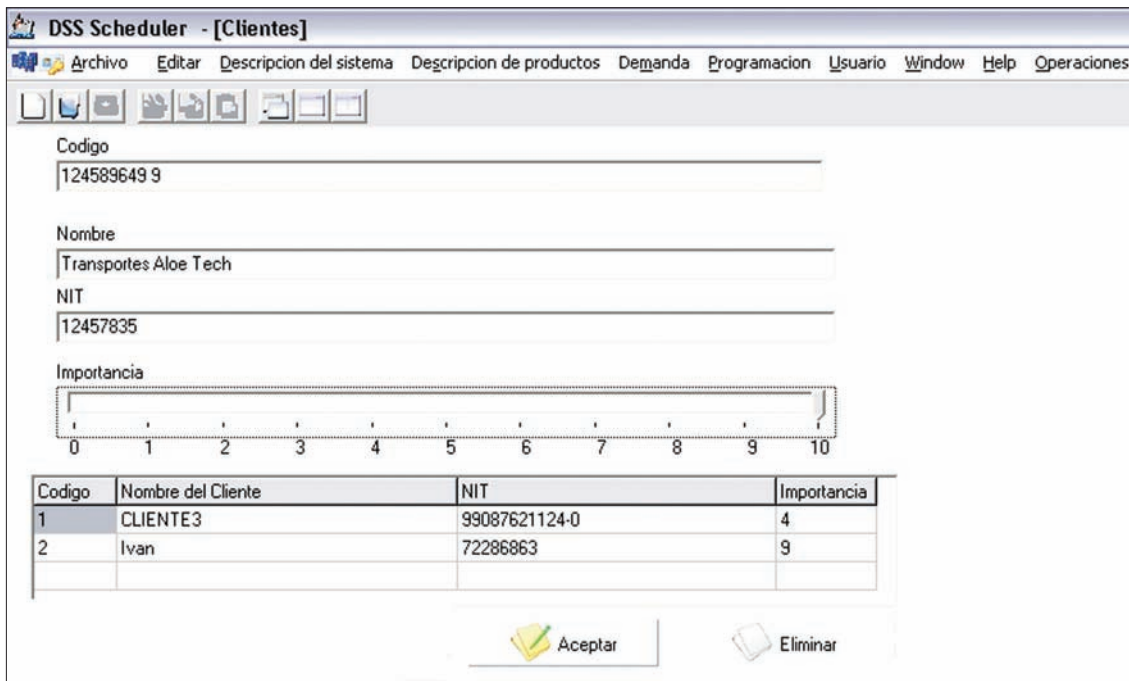 DSS Scheduler - [Clientes]
Archivo Editar Descripcion del sistema Descripcion de productos Demanda Programacion Usuario Window Help Operaciones
Codigo
124589649 9
Nombre
Transportes Aloe Tech
NIT
12457835
Importancia
0 1 2 3 4 5 6 7 8 9 10
Codigo Nombre del Cliente NIT Importancia
1 CLIENTE3 99087621124-0 4
2 Ivan 72286863 9
Aceptar Eliminar